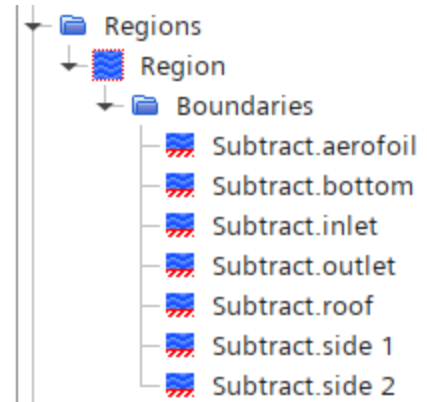 Regions
Region
Boundaries
Subtract.aerofoil
Subtract.bottom
Subtract.inlet
Subtract.outlet
Subtract.roof
Subtract.side 1
Subtract.side 2